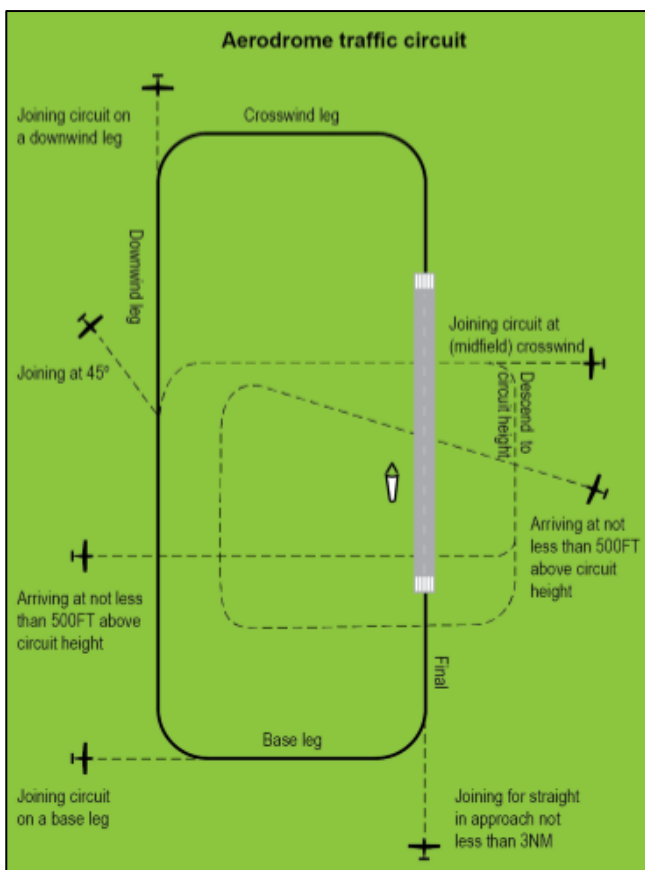 Aerodrome traffic circuit
Joining circuit on
a downwind leg
Crosswind leg
Downwind leg
Joining at 45º
Joining circuit at
(midfield) crosswind
Descend to
circuit height
Arriving at not
less than 500FT
above circuit
height
Arriving at not less
than 500FT above
circuit height
Final
Base leg
Joining circuit
on a base leg
Joining for straight
in approach not
less than 3NM